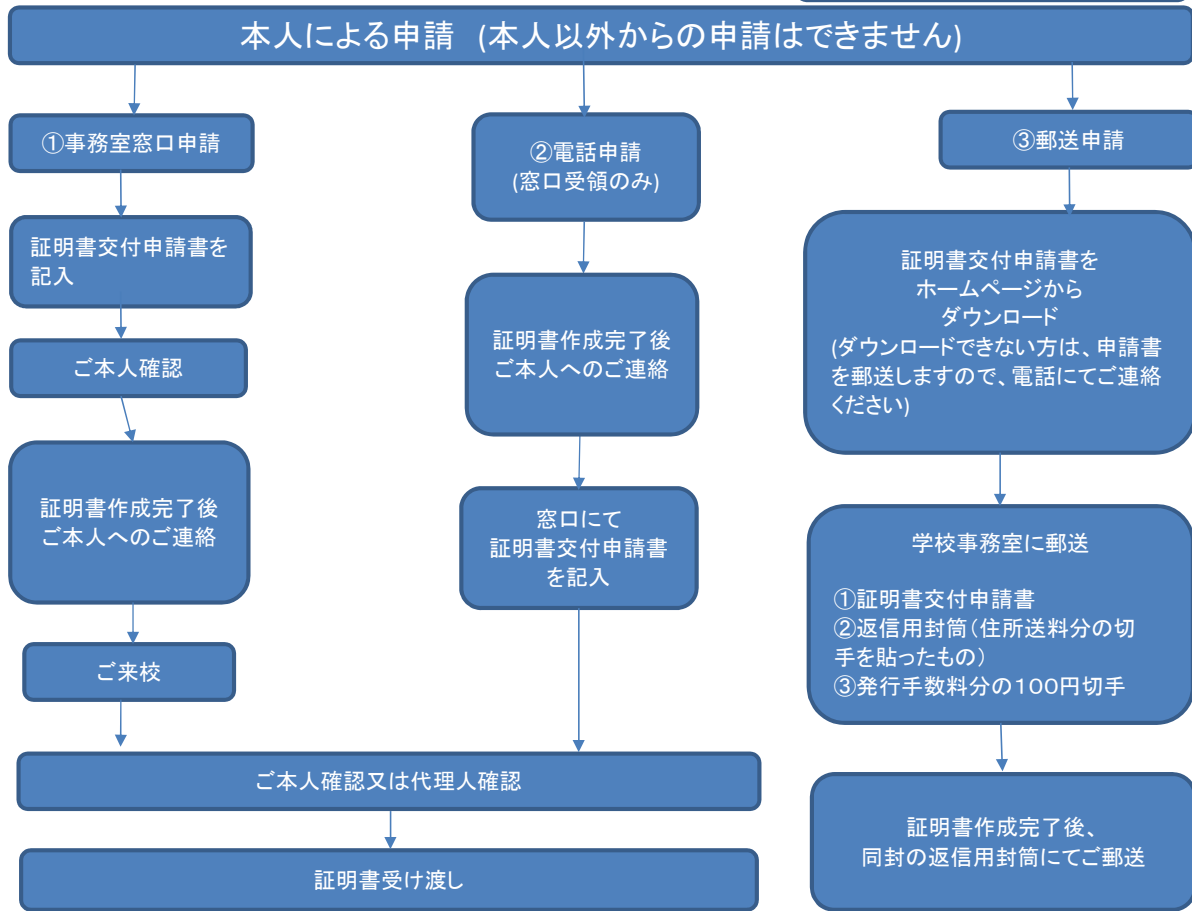 本人による申請 (本人以外からの申請はできません)
①事務室窓口申請
証明書交付申請書を
記入
ご本人確認
証明書作成完了後
ご本人へのご連絡
ご来校
②電話申請
(窓口受領のみ)
証明書作成完了後
ご本人へのご連絡
窓口にて
証明書交付申請書
を記入
ご本人確認又は代理人確認
証明書受け渡し
③郵送申請
証明書交付申請書を
ホームページから
ダウンロード
(ダウンロードできない方は、申請書
を郵送しますので、電話にてご連絡
ください)
学校事務室に郵送
①証明書交付申請書
②返信用封筒(住所送料分の切
手を貼ったもの)
③発行手数料分の100円切手
証明書作成完了後、
同封の返信用封筒にてご郵送